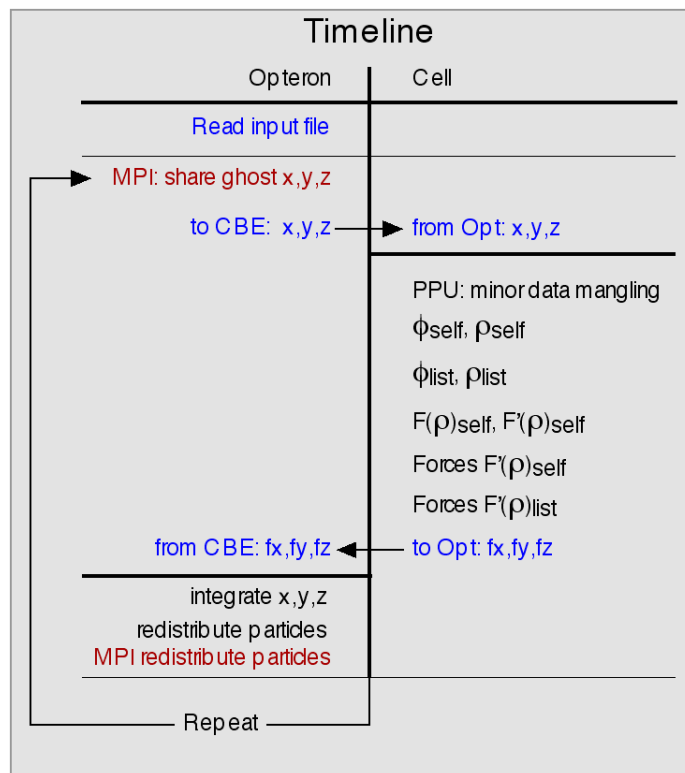 Timeline
Opteron
Cell
Read input file
MPI: share ghost x,y,z
to CBE: x,y,z
from Opt: x,y,z
PPU: minor data mangling
ϕself, ρself
ϕlist, ρlist
F(ρ)self, F'(ρ)self
Forces F'(ρ)self
Forces F'(ρ)list
from CBE: fx,fy,fz
to Opt: fx,fy,fz
integrate x,y,z
redistribute particles
MPI redistribute particles
Repeat